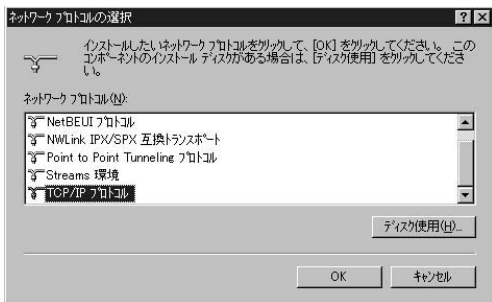 ネットワーク プロトコルの選択
インストールしたいネットワーク プロトコルをクリックして、[OK] をクリックしてください。 この
コンポーネントのインストール ディスクがある場合は、[ディスク使用] をクリックしてくださ
い。
ネットワーク プロトコル(N):
NetBEUI プロトコル
NWLink IPX/SPX 互換トランスポート
Point to Point Tunneling プロトコル
Streams 環境
TCP/IP プロトコル
ディスク使用(H)...
OK
キャンセル